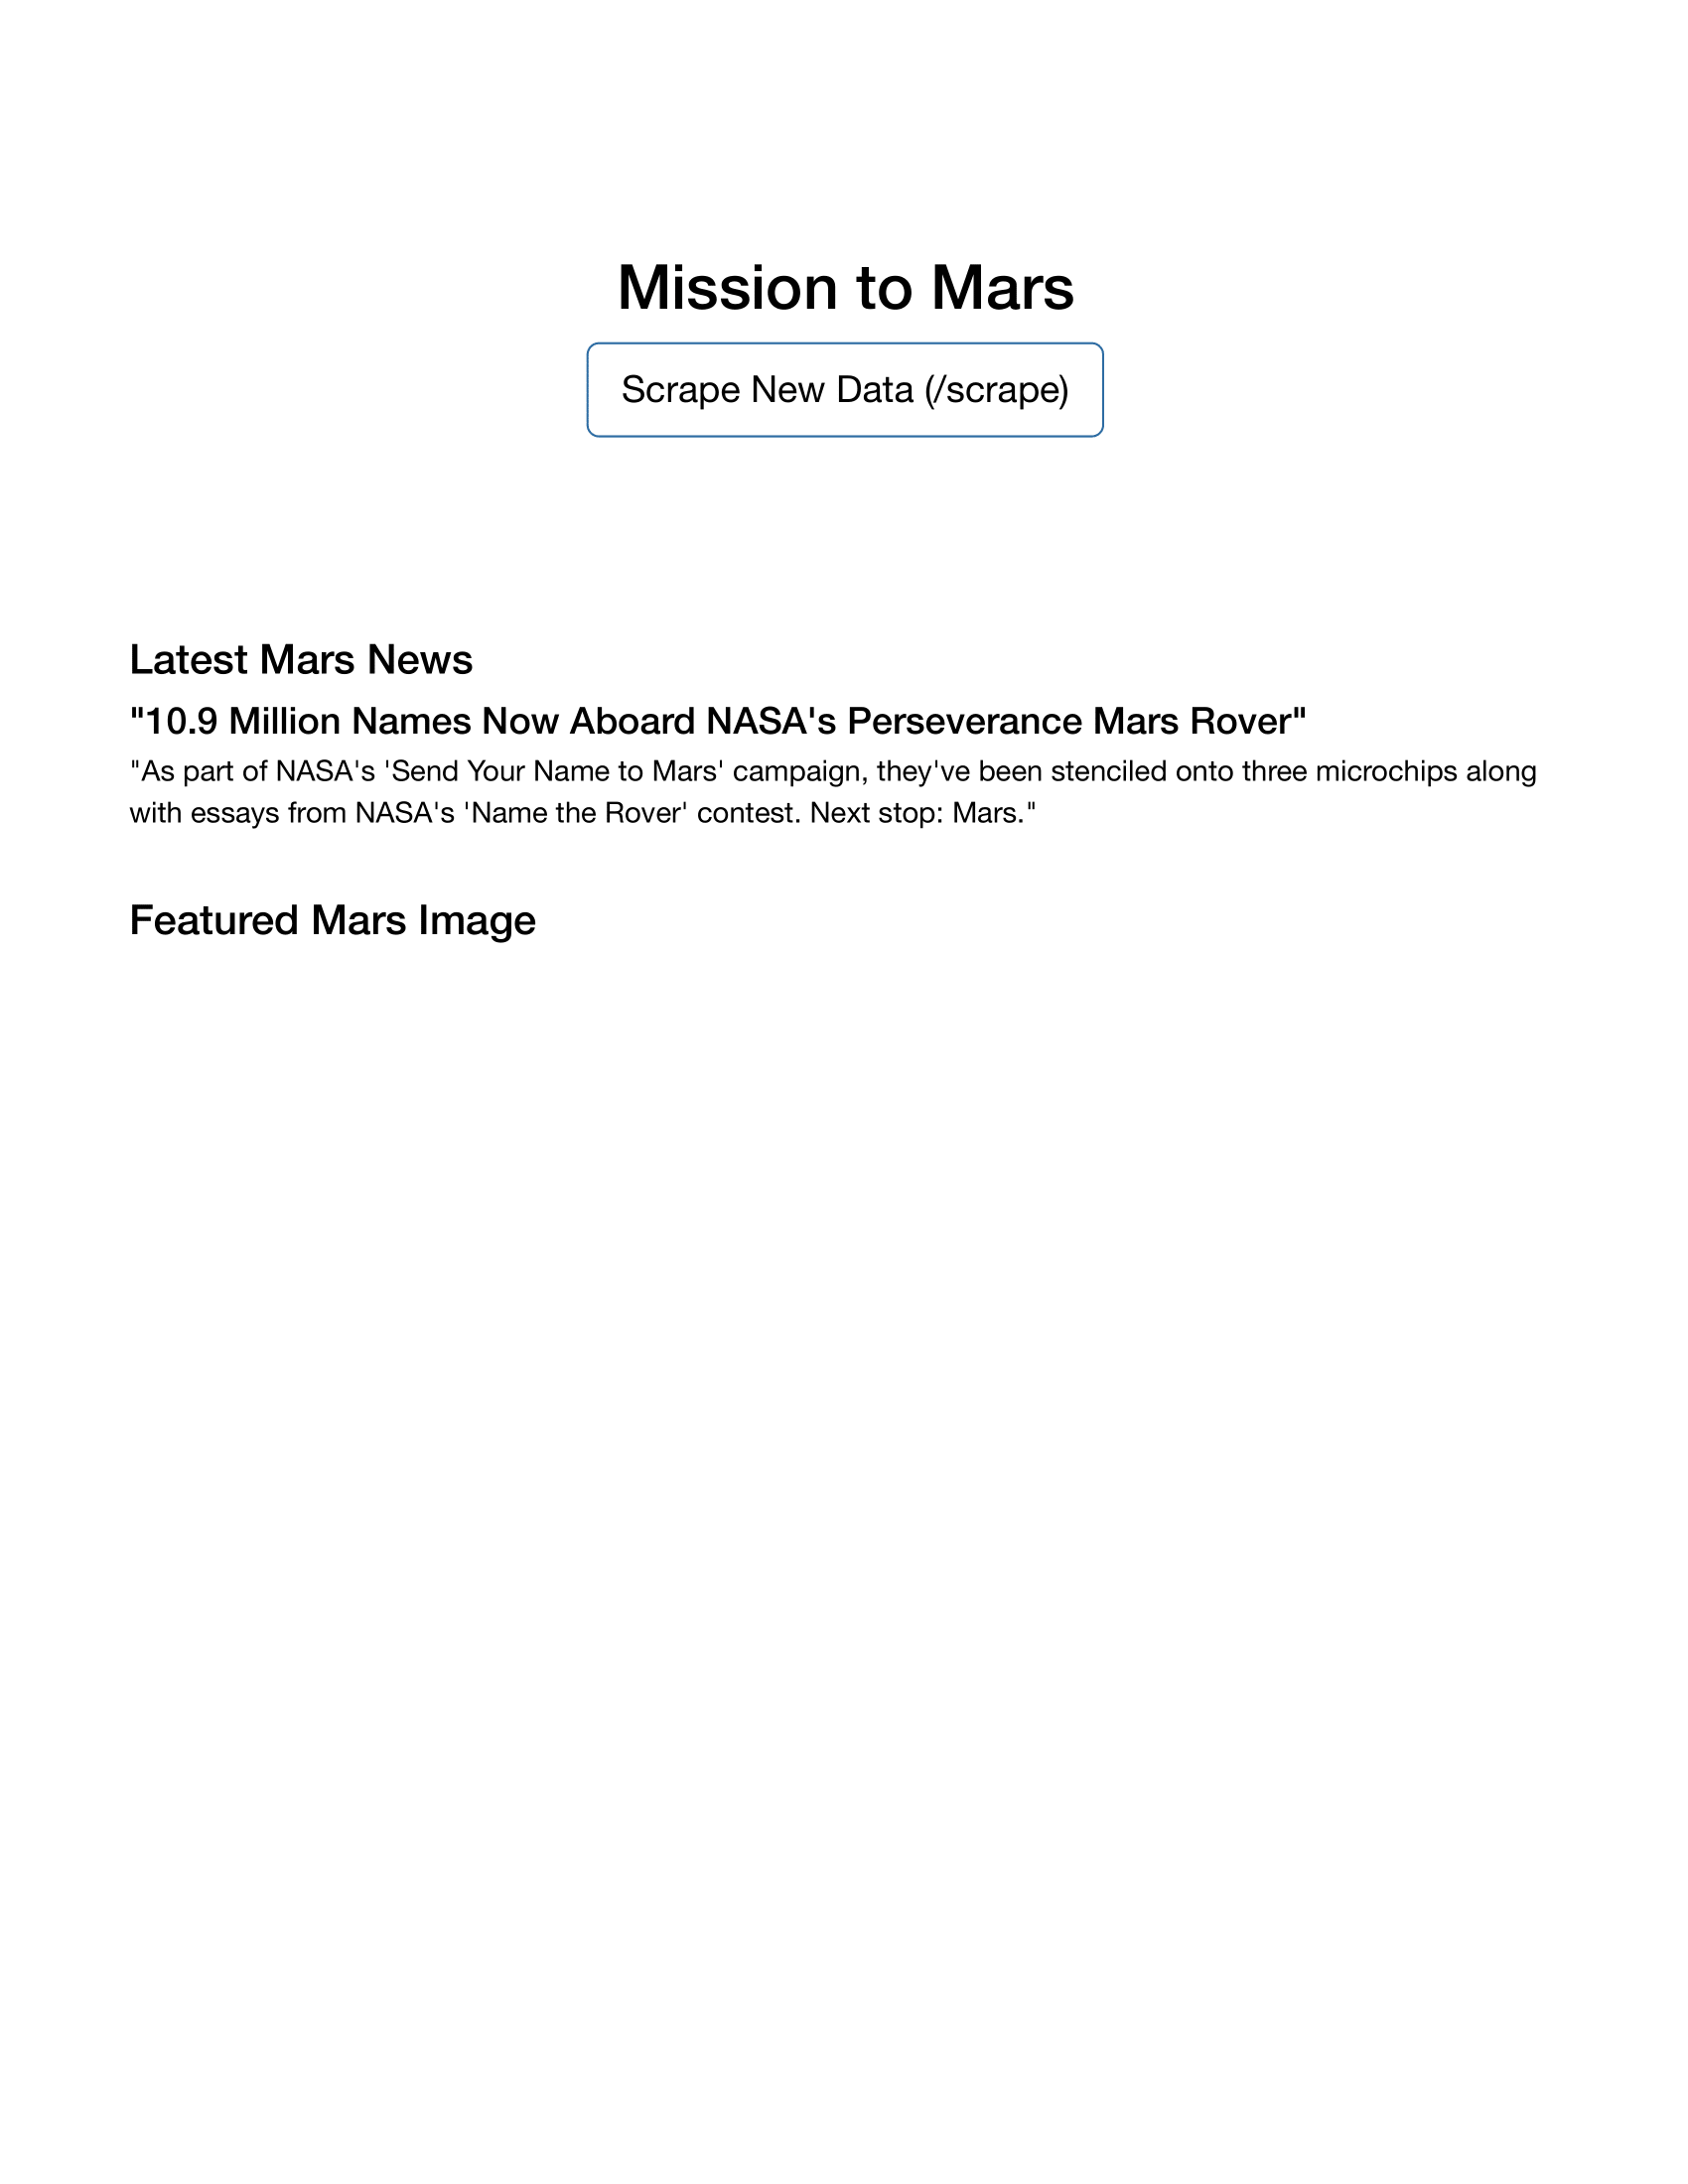 Mission to Mars
Scrape New Data (/scrape)
Latest Mars News
"10.9 Million Names Now Aboard NASA's Perseverance Mars Rover"
"As part of NASA's 'Send Your Name to Mars' campaign, they've been stenciled onto three microchips along
with essays from NASA's 'Name the Rover' contest. Next stop: Mars."
Featured Mars Image